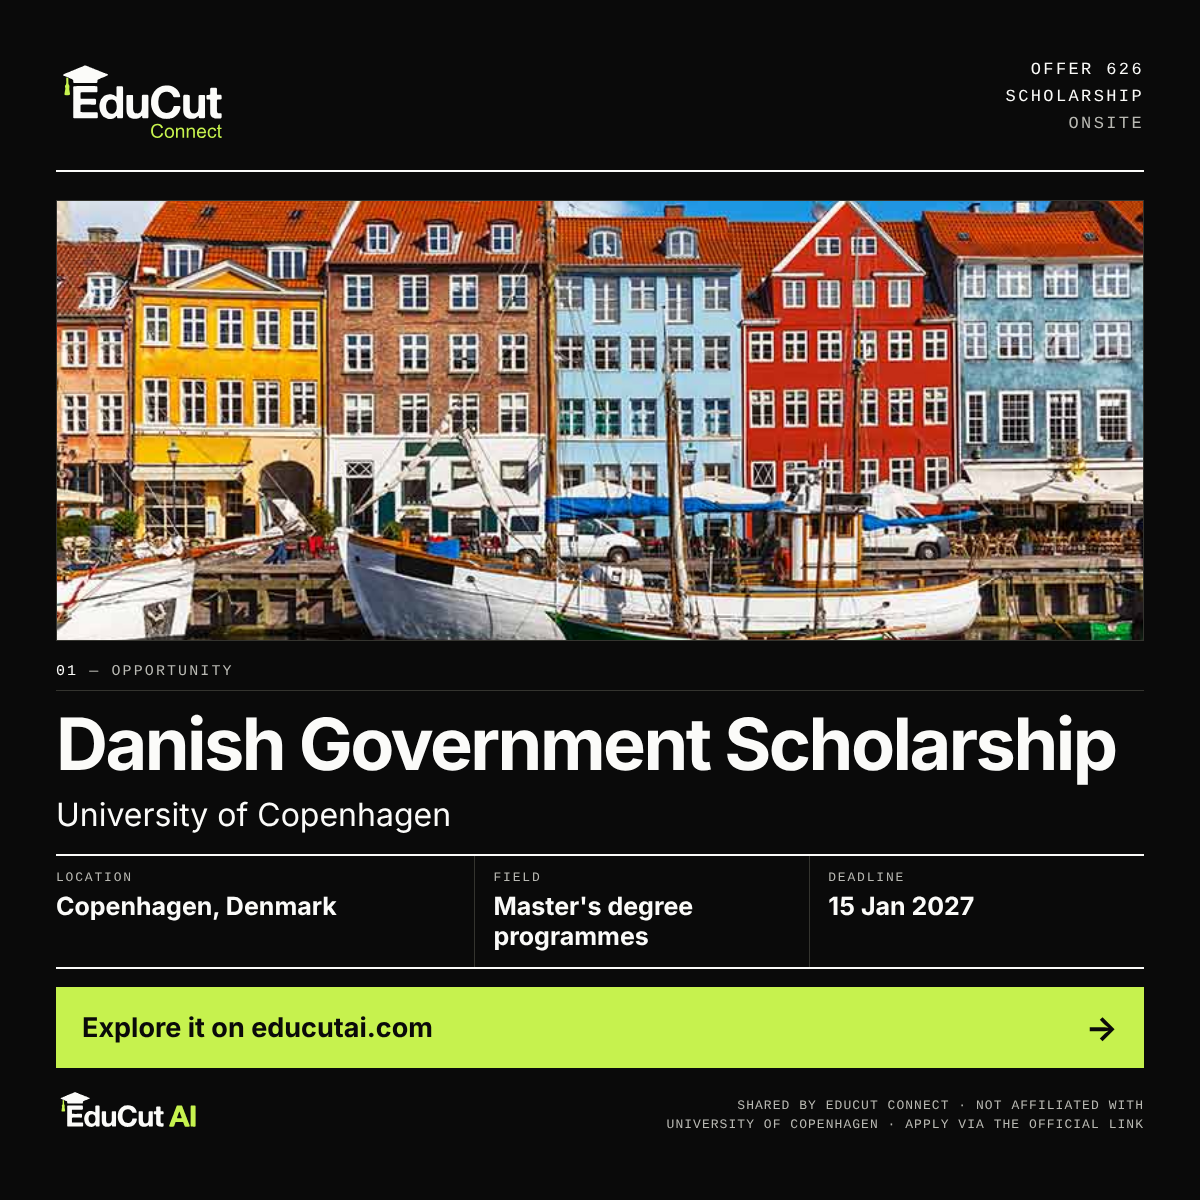 EduCut
Connect
OFFER 626
SCHOLARSHIP
ONSITE
01 — OPPORTUNITY
Danish Government Scholarship
University of Copenhagen
LOCATION
Copenhagen, Denmark
FIELD
Master's degree
programmes
DEADLINE
15 Jan 2027
Explore it on educutai.com →
EduCut AI
SHARED BY EDUCUT CONNECT · NOT AFFILIATED WITH
UNIVERSITY OF COPENHAGEN · APPLY VIA THE OFFICIAL LINK